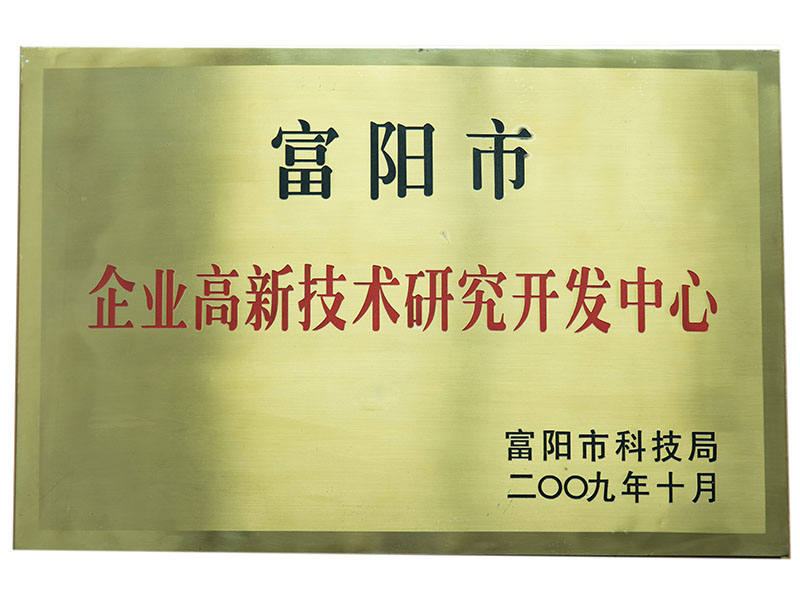 富阳市
企业高新技术研究开发中心
富阳市科技局
二〇〇九年十月